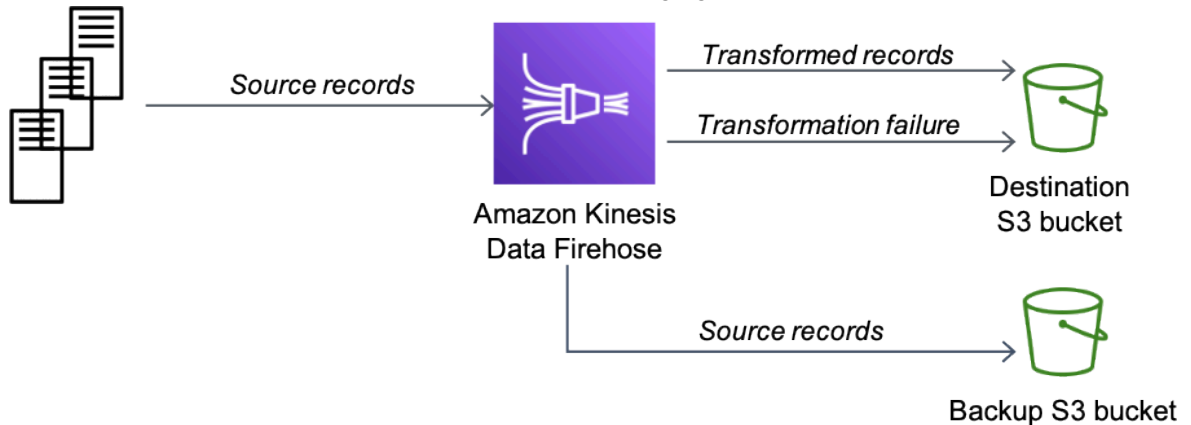 Source records
Transformed records
Transformation failure
Amazon Kinesis
Data Firehose
Destination
S3 bucket
Source records
Backup S3 bucket